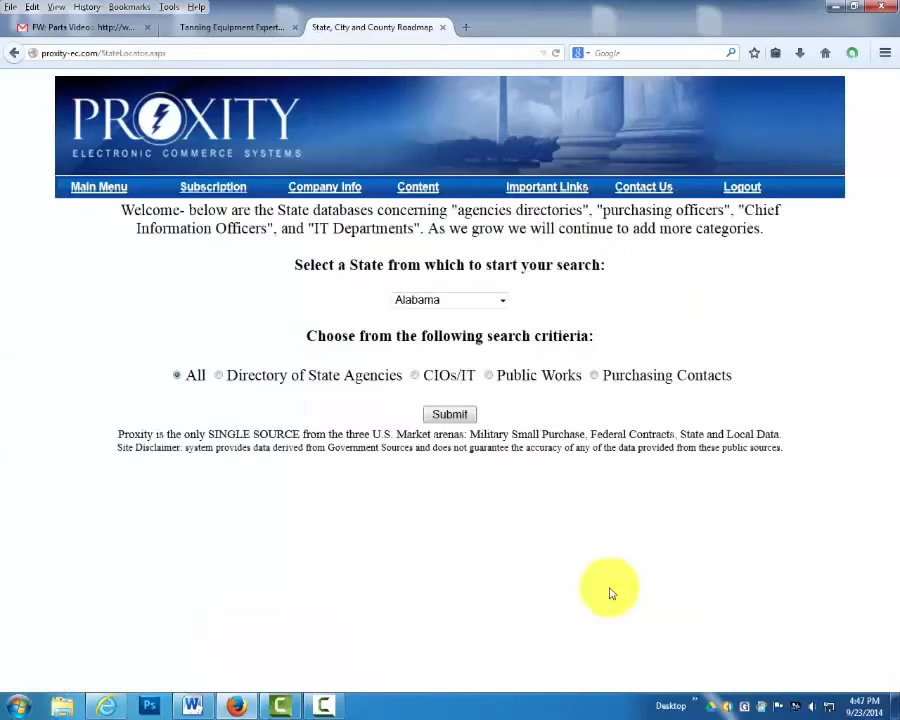 File Edit View History Bookmarks Tools Help
FW: Parts Video: http://w... × Tanning Equipment Expert... × State, City and County Roadmap × +
proxity-ec.com/StateLocator.aspx Google
PROXITY
ELECTRONIC COMMERCE SYSTEMS
Main Menu Subscription Company Info Content Important Links Contact Us Logout
Welcome- below are the State databases concerning "agencies directories", "purchasing officers", "Chief
Information Officers", and "IT Departments". As we grow we will continue to add more categories.
Select a State from which to start your search:
Alabama
Choose from the following search critieria:
All Directory of State Agencies CIOs/IT Public Works Purchasing Contacts
Submit
Proxity is the only SINGLE SOURCE from the three U.S. Market arenas: Military Small Purchase, Federal Contracts, State and Local Data.
Site Disclaimer: system provides data derived from Government Sources and does not guarantee the accuracy of any of the data provided from these public sources.
Desktop
4:47 PM
9/23/2014